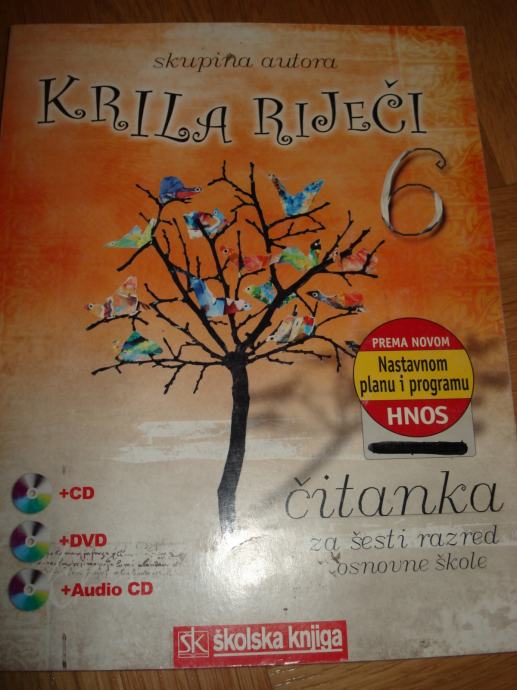 skupina autora
KRILA RIJEČI
6
PREMA NOVOM
Nastavnom
planu i programu
HNOS
čitanka
za šesti razred
osnovne škole
+CD
+DVD
+Audio CD
ŠK školska knjiga